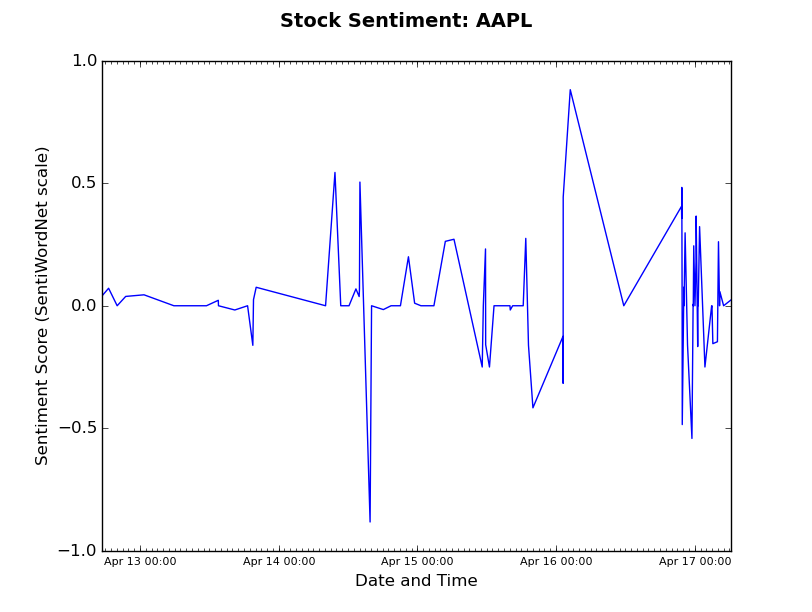 Stock Sentiment: AAPL
1.0
0.5
0.0
−0.5
−1.0
Sentiment Score (SentiWordNet scale)
Apr 13 00:00 Apr 14 00:00 Apr 15 00:00 Apr 16 00:00 Apr 17 00:00
Date and Time